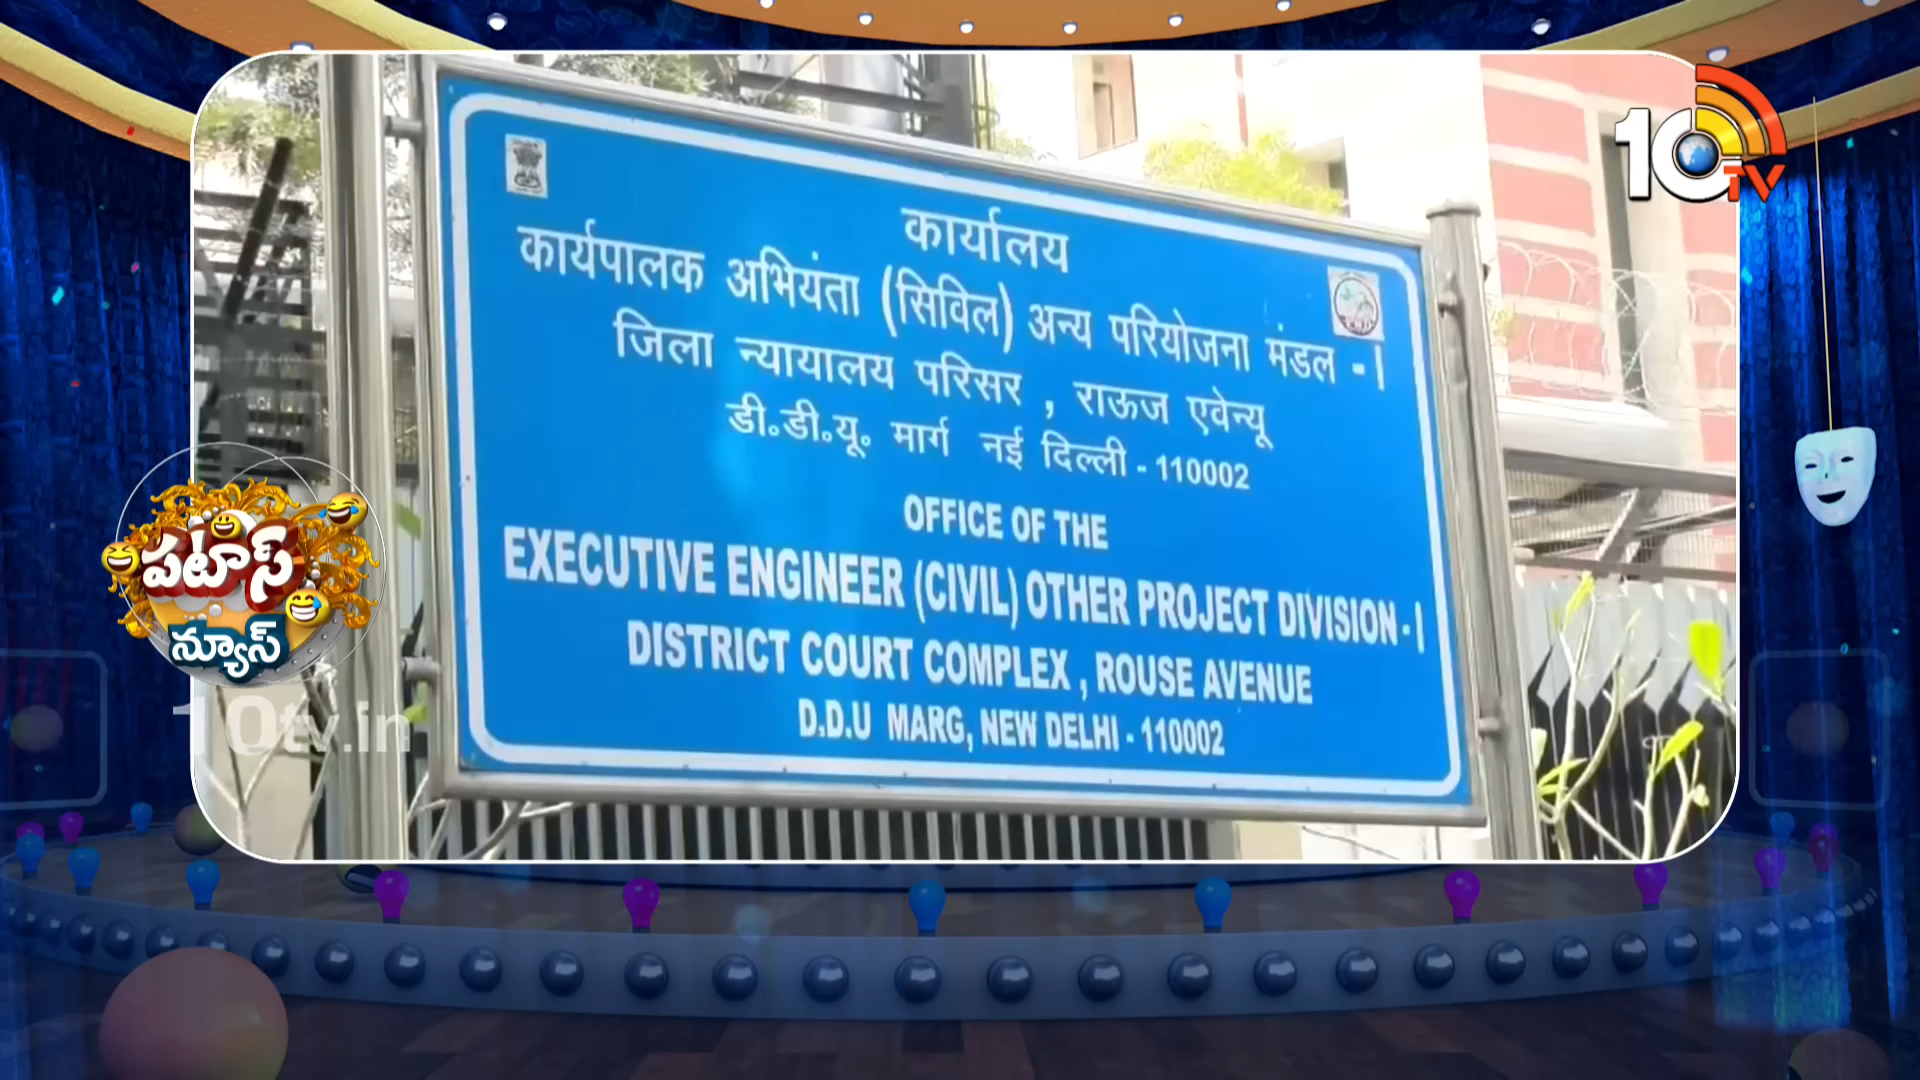 10TV
कार्यालय
कार्यपालक अभियंता (सिविल) अन्य परियोजना मंडल - I
जिला न्यायालय परिसर , राऊज एवेन्यू
डी.डी.यू. मार्ग नई दिल्ली - 110002
OFFICE OF THE
EXECUTIVE ENGINEER (CIVIL) OTHER PROJECT DIVISION - I
DISTRICT COURT COMPLEX , ROUSE AVENUE
D.D.U MARG, NEW DELHI - 110002
పటాస్
న్యూస్
10tv.in